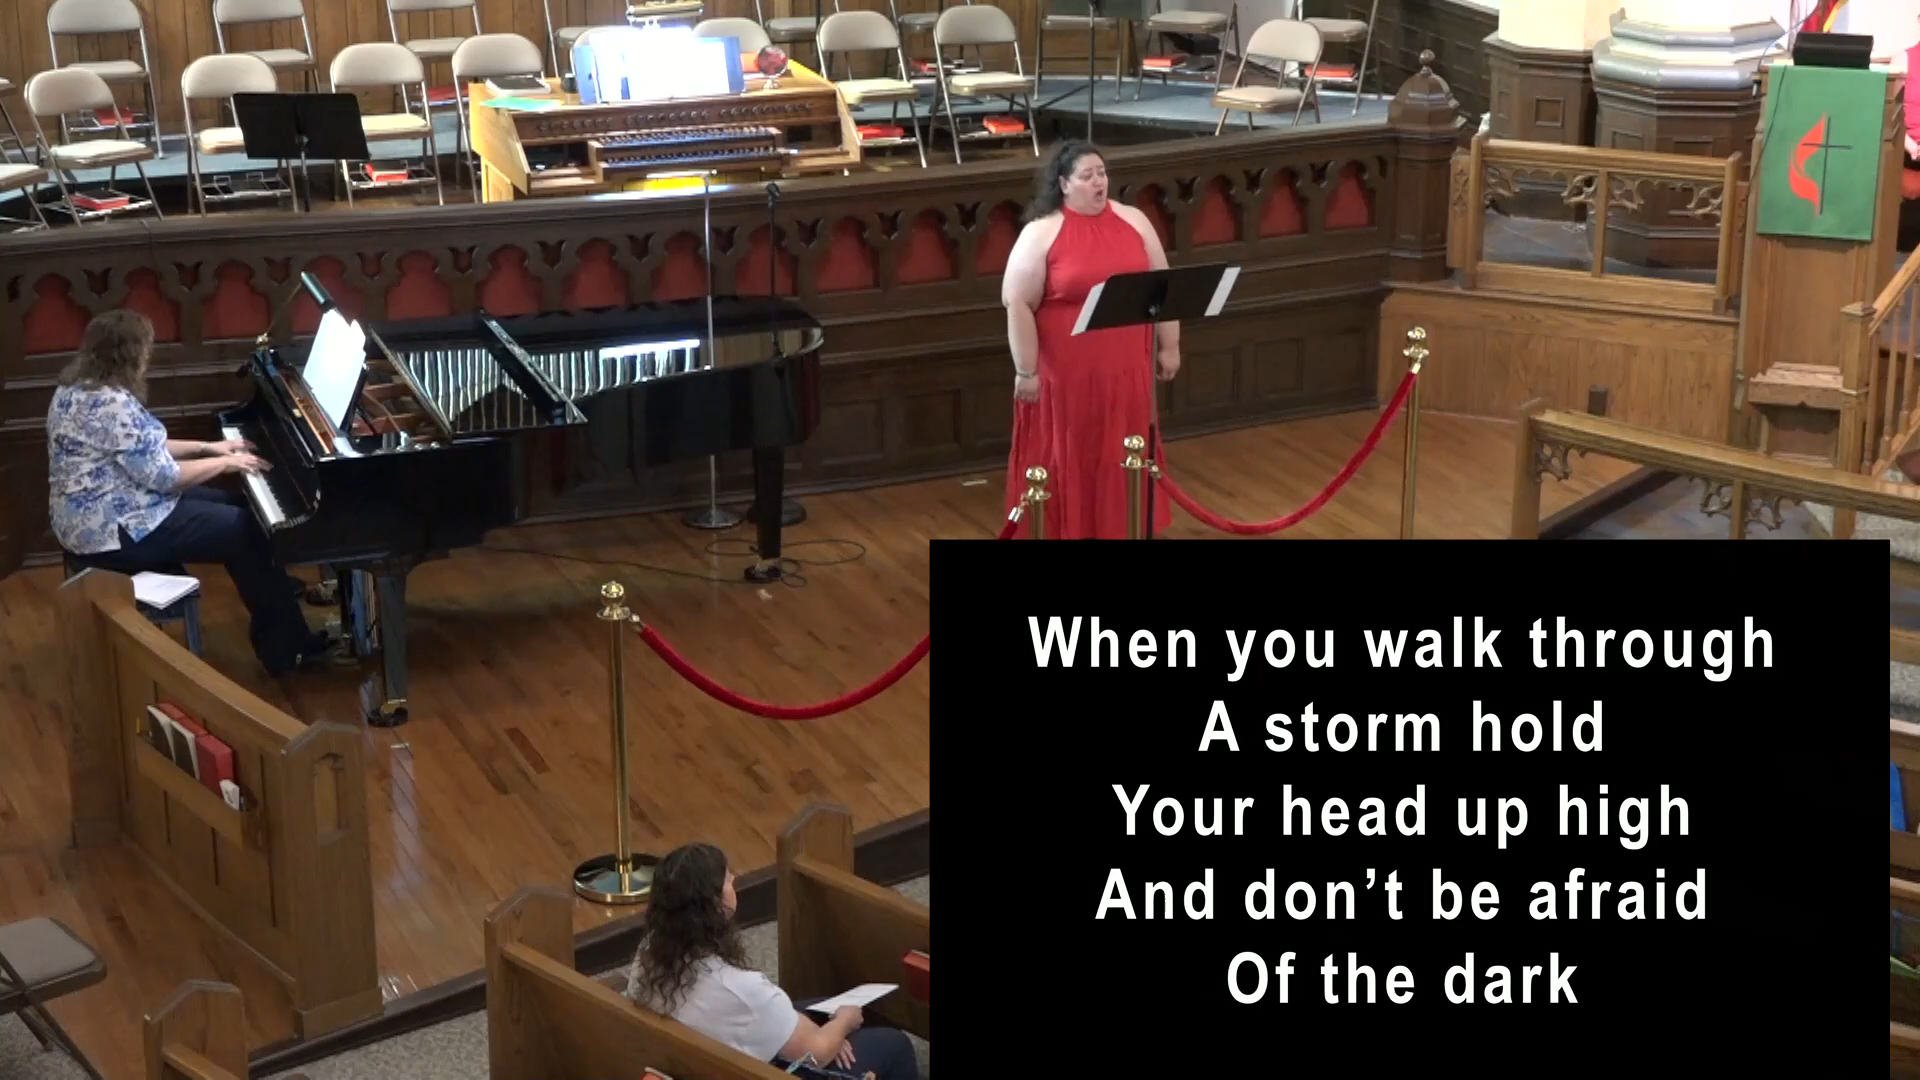 When you walk through
A storm hold
Your head up high
And don’t be afraid
Of the dark